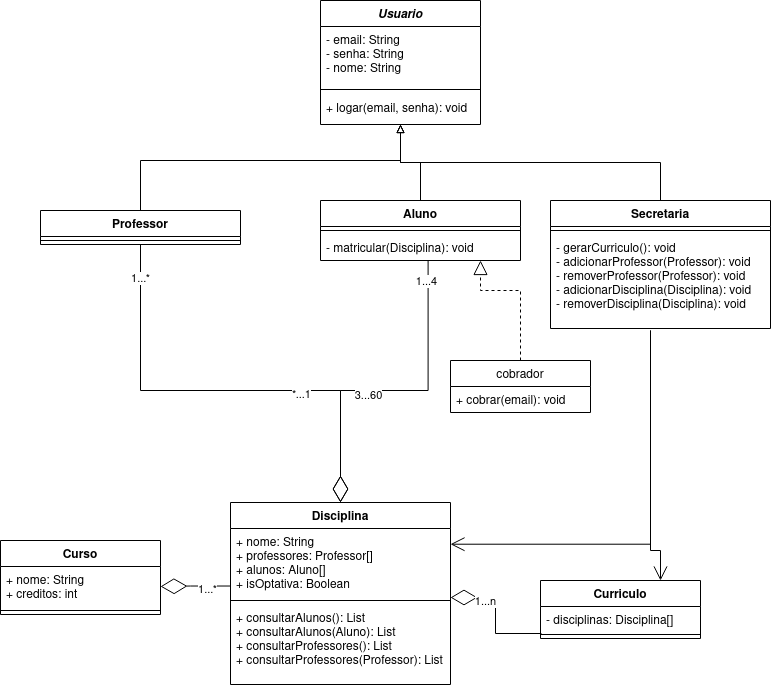 Usuario
- email: String
- senha: String
- nome: String
+ logar(email, senha): void
Professor
Aluno
- matricular(Disciplina): void
Secretaria
- gerarCurriculo(): void
- adicionarProfessor(Professor): void
- removerProfessor(Professor): void
- adicionarDisciplina(Disciplina): void
- removerDisciplina(Disciplina): void
1...*
1...4
cobrador
+ cobrar(email): void
*...1
3...60
Disciplina
+ nome: String
+ professores: Professor[]
+ alunos: Aluno[]
+ isOptativa: Boolean
+ consultarAlunos(): List
+ consultarAlunos(Aluno): List
+ consultarProfessores(): List
+ consultarProfessores(Professor): List
Curso
+ nome: String
+ creditos: int
1...*
1...n
Curriculo
- disciplinas: Disciplina[]